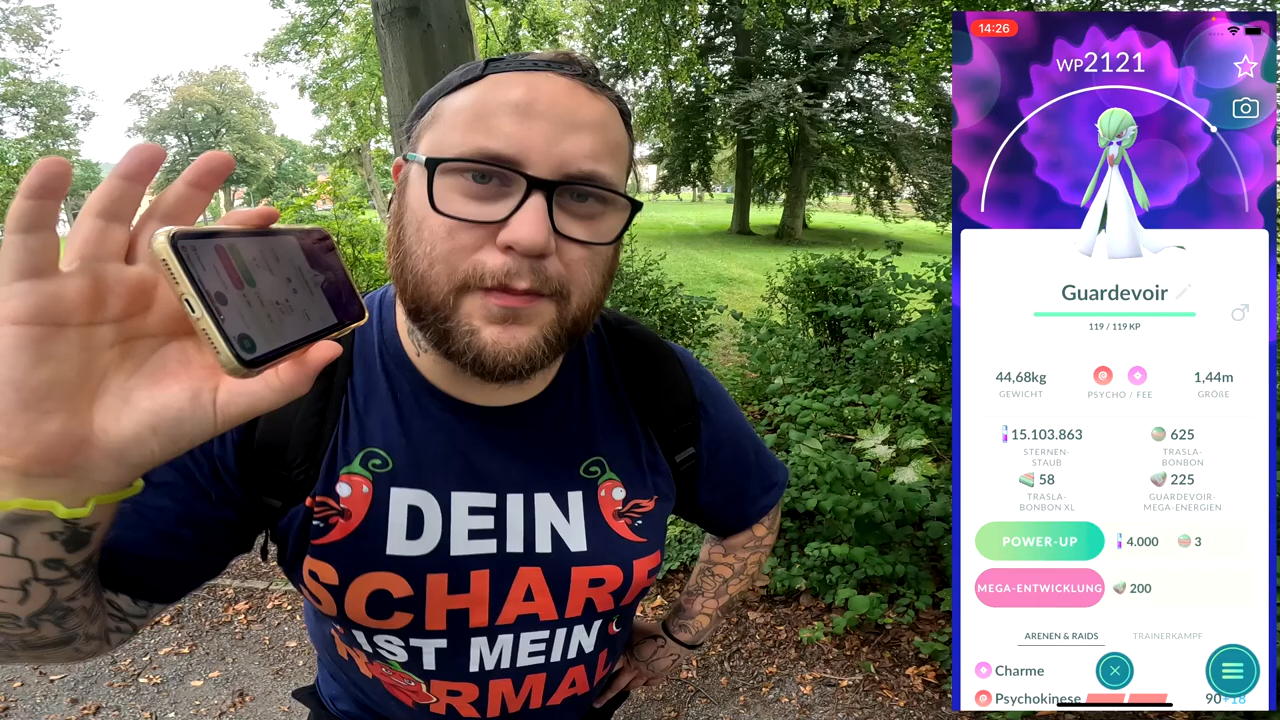 DEIN
SCHARF
IST MEIN
NORMAL
14:26
WP2121
Guardevoir
119 / 119 KP
44,68kg
GEWICHT
PSYCHO / FEE
1,44m
GRÖßE
15.103.863
STERNEN-
STAUB
625
TRASLA-
BONBON
58
TRASLA-
BONBON XL
225
GUARDEVOIR-
MEGA-ENERGIEN
POWER-UP
4.000
3
MEGA-ENTWICKLUNG
200
ARENEN & RAIDS
TRAINERKAMPF
Charme
Psychokinese
90+18